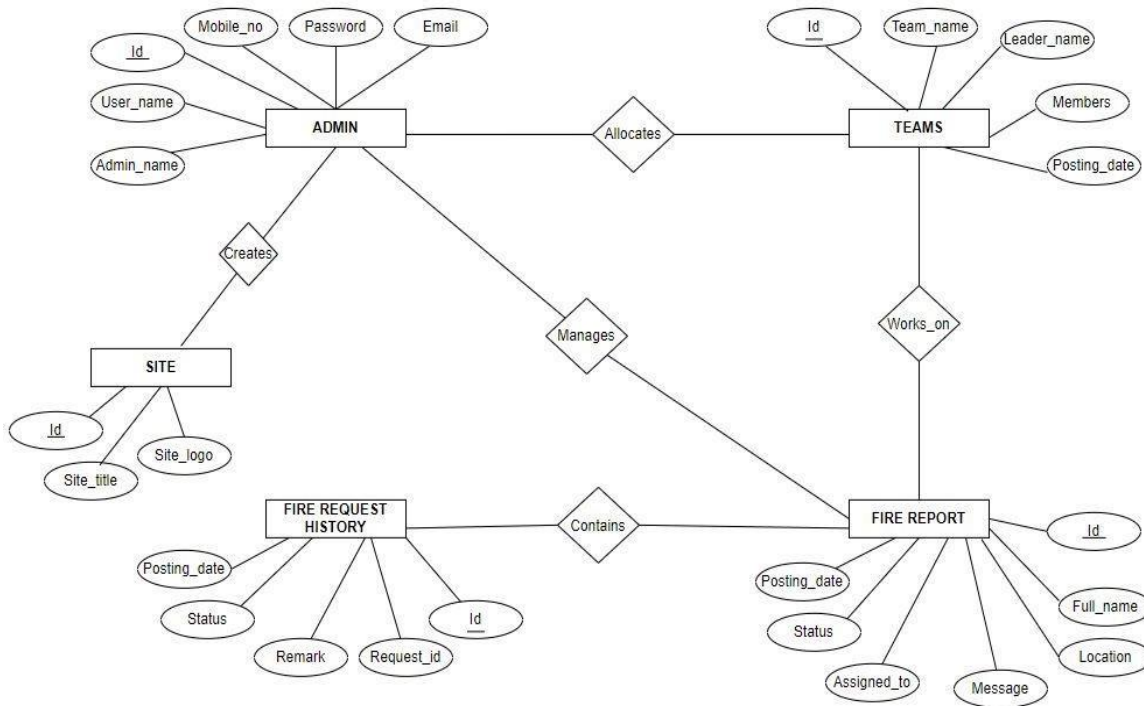 Mobile_no
Password
Email
Id
User_name
Admin_name
ADMIN
Allocates
Id
Team_name
Leader_name
Members
Posting_date
TEAMS
Creates
Manages
Works_on
SITE
Id
Site_title
Site_logo
FIRE REQUEST
HISTORY
Contains
FIRE REPORT
Posting_date
Status
Remark
Request_id
Id
Posting_date
Status
Assigned_to
Message
Location
Full_name
Id